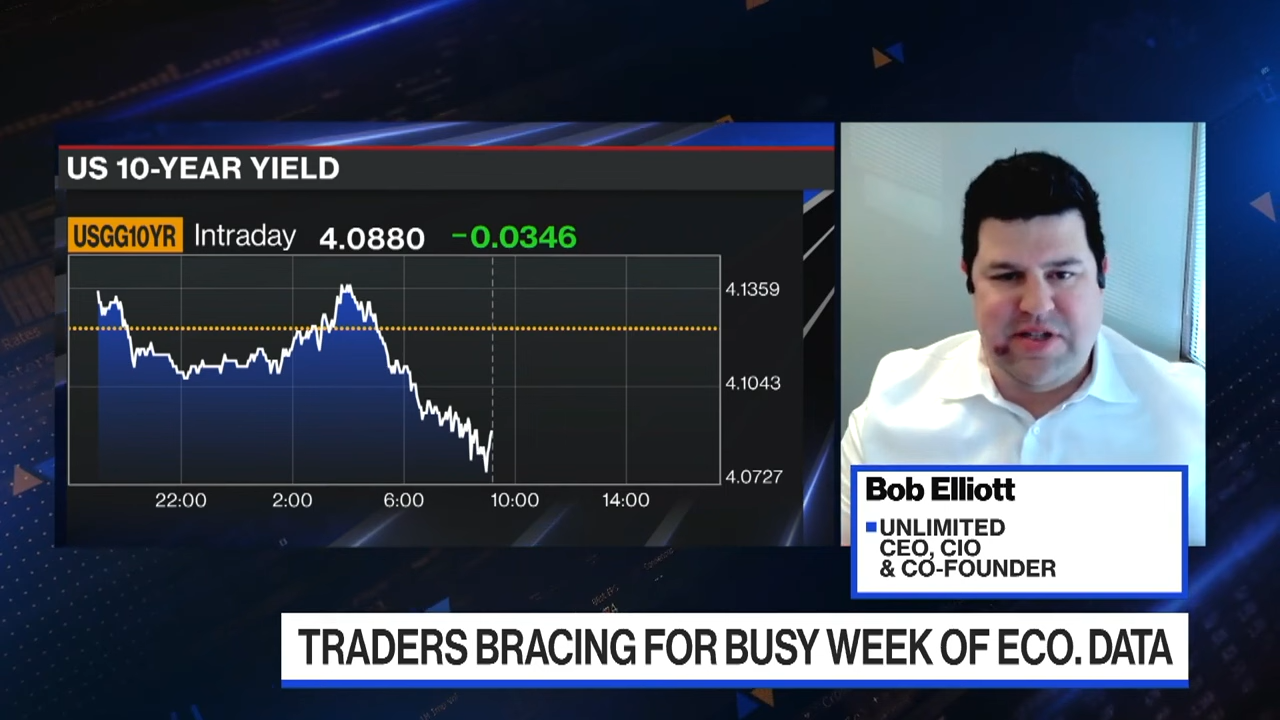 US 10-YEAR YIELD
USGG10YR Intraday 4.0880 -0.0346
4.1359
4.1043
4.0727
22:00 2:00 6:00 10:00 14:00
Bob Elliott
UNLIMITED
CEO, CIO
& CO-FOUNDER
TRADERS BRACING FOR BUSY WEEK OF ECO. DATA
Rates